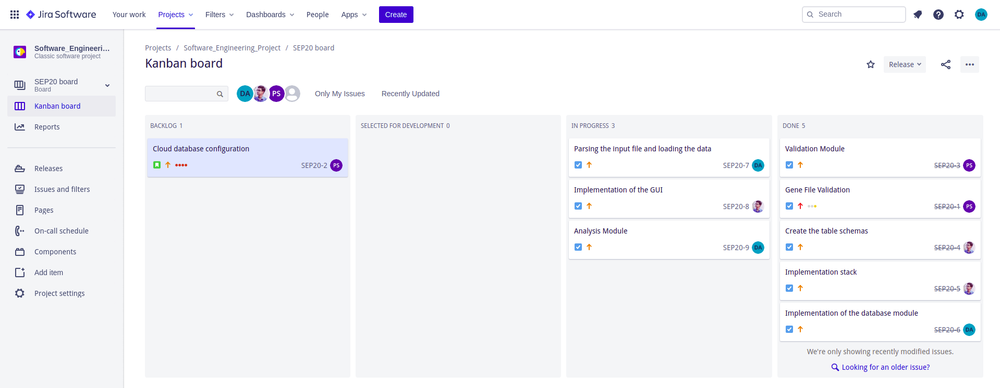 Jira Software
Your work
Projects
Filters
Dashboards
People
Apps
Create
Search
DA
Software_Engineeri...
Classic software project
SEP20 board
Board
Kanban board
Reports
Releases
Issues and filters
Pages
On-call schedule
Components
Add item
Project settings
Projects / Software_Engineering_Project / SEP20 board
Kanban board
Release
DA
PS
Only My Issues
Recently Updated
BACKLOG 1
Cloud database configuration
SEP20-2 PS
SELECTED FOR DEVELOPMENT 0
IN PROGRESS 3
Parsing the input file and loading the data
SEP20-7 DA
Implementation of the GUI
SEP20-8
Analysis Module
SEP20-9 DA
DONE 5
Validation Module
SEP20-3 PS
Gene File Validation
SEP20-1 PS
Create the table schemas
SEP20-4
Implementation stack
SEP20-5
Implementation of the database module
SEP20-6 DA
We're only showing recently modified issues.
Looking for an older issue?